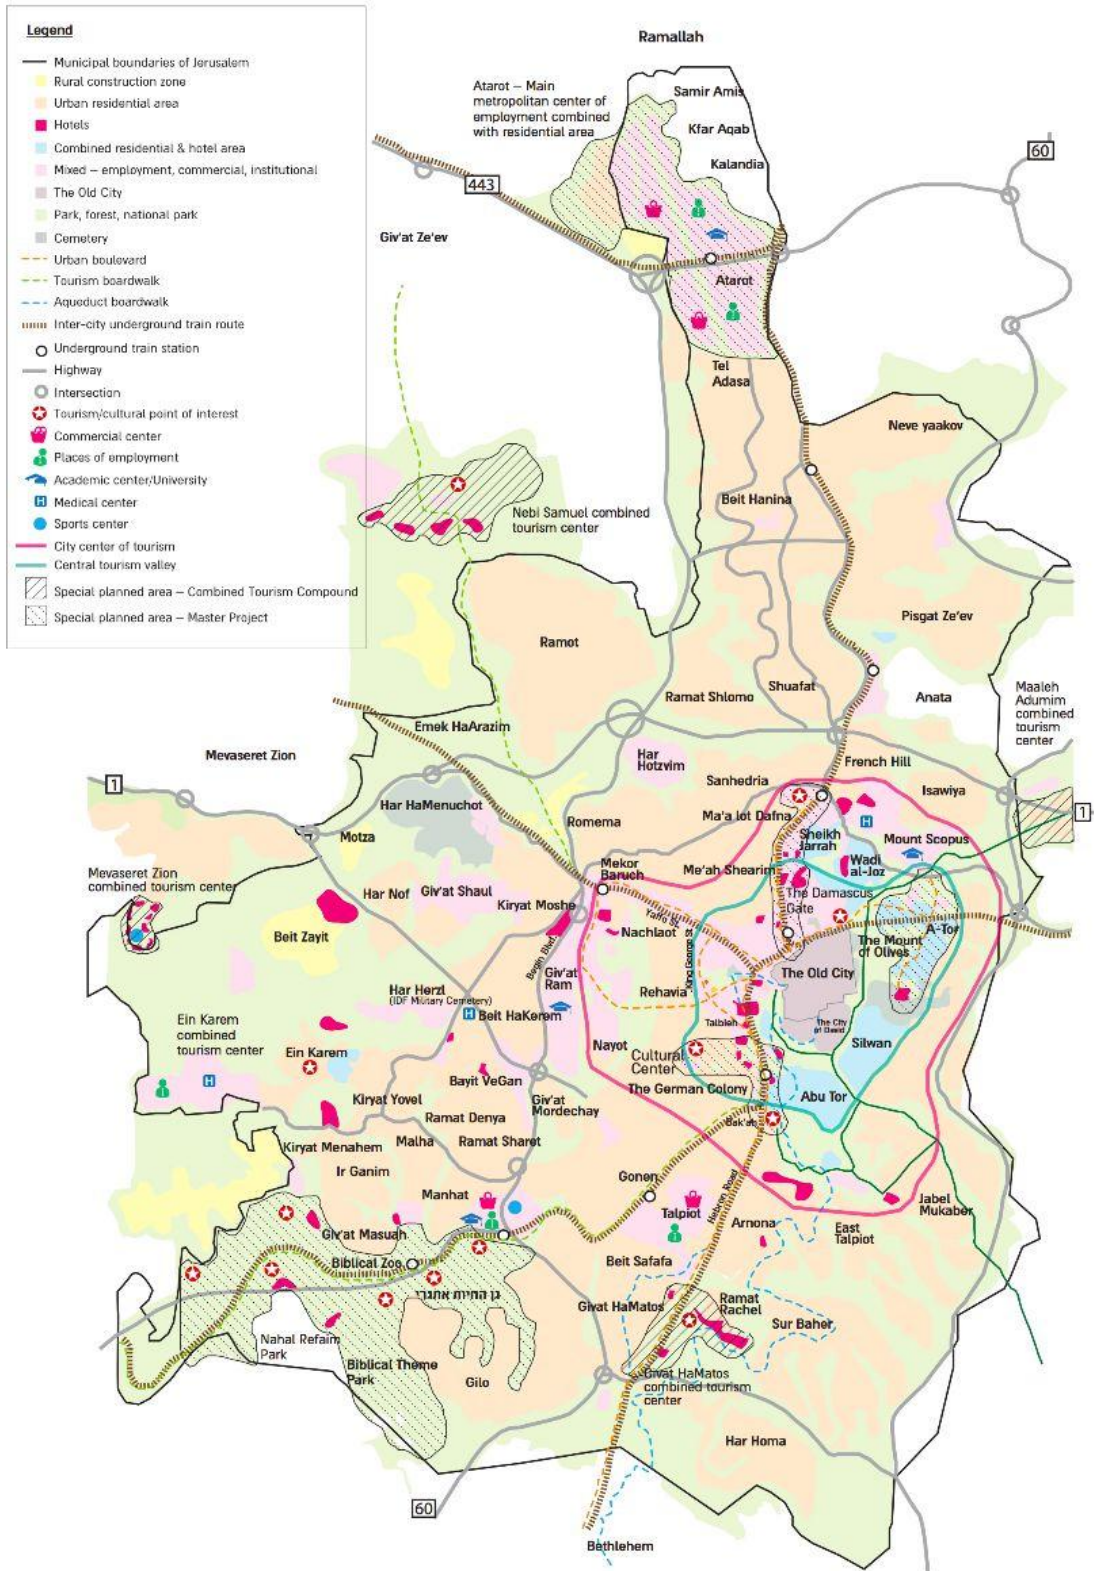 Legend
Municipal boundaries of Jerusalem
Rural construction zone
Urban residential area
Hotels
Combined residential & hotel area
Mixed – employment, commercial, institutional
The Old City
Park, forest, national park
Cemetery
Urban boulevard
Tourism boardwalk
Aqueduct boardwalk
Inter-city underground train route
Underground train station
Highway
Intersection
Tourism/cultural point of interest
Commercial center
Places of employment
Academic center/University
Medical center
Sports center
City center of tourism
Central tourism valley
Special planned area – Combined Tourism Compound
Special planned area – Master Project
Ramallah
Atarot – Main
metropolitan center of
employment combined
with residential area
Samir Amis
Kfar Aqab
Kalandia
60
443
Giv'at Ze'ev
Atarot
Tel
Adasa
Neve yaakov
Beit Hanina
Nebi Samuel combined
tourism center
Pisgat Ze'ev
Ramot
Shuafat
Ramat Shlomo
Anata
Maaleh
Adumim
combined
tourism
center
Emek HaArazim
Mevaseret Zion
Har
Hotzvim
French Hill
Sanhedria
Isawiya
1
Har HaMenuchot
Ma'a lot Dafna
1
Romema
Motza
Sheikh
Jarrah
Mount Scopus
Mekor
Baruch
Me'ah Shearim
Wadi
al-Joz
Mevaseret Zion
combined tourism center
Har Nof
Giv'at Shaul
Kiryat Moshe
The Damascus
Gate
Yaffo St.
Nachlaot
King George St.
A-Tor
Beit Zayit
Begin Blvd.
The Mount
of Olives
The Old City
Giv'at
Ram
Rehavia
Har Herzl
(IDF Military Cemetery)
Beit HaKerem
Talbieh
The City
of David
Ein Karem
combined
tourism center
Silwan
Nayot
Ein Karem
Cultural
Center
Bayit VeGan
The German Colony
Abu Tor
Kiryat Yovel
Giv'at
Mordechay
Ramat Denya
Bak'ah
Kiryat Menahem
Malha
Ramat Sharet
Ir Ganim
Gonen
Manhat
Hebron Road
Talpiot
Arnona
Jabel
Mukaber
East
Talpiot
Giv'at Masuah
Biblical Zoo
Beit Safafa
גן החיות אתגרי
Givat HaMatos
Ramat
Rachel
Sur Baher
Nahal Refaim
Park
Biblical Theme
Park
Gilo
Givat HaMatos
combined tourism
center
Har Homa
60
Bethlehem